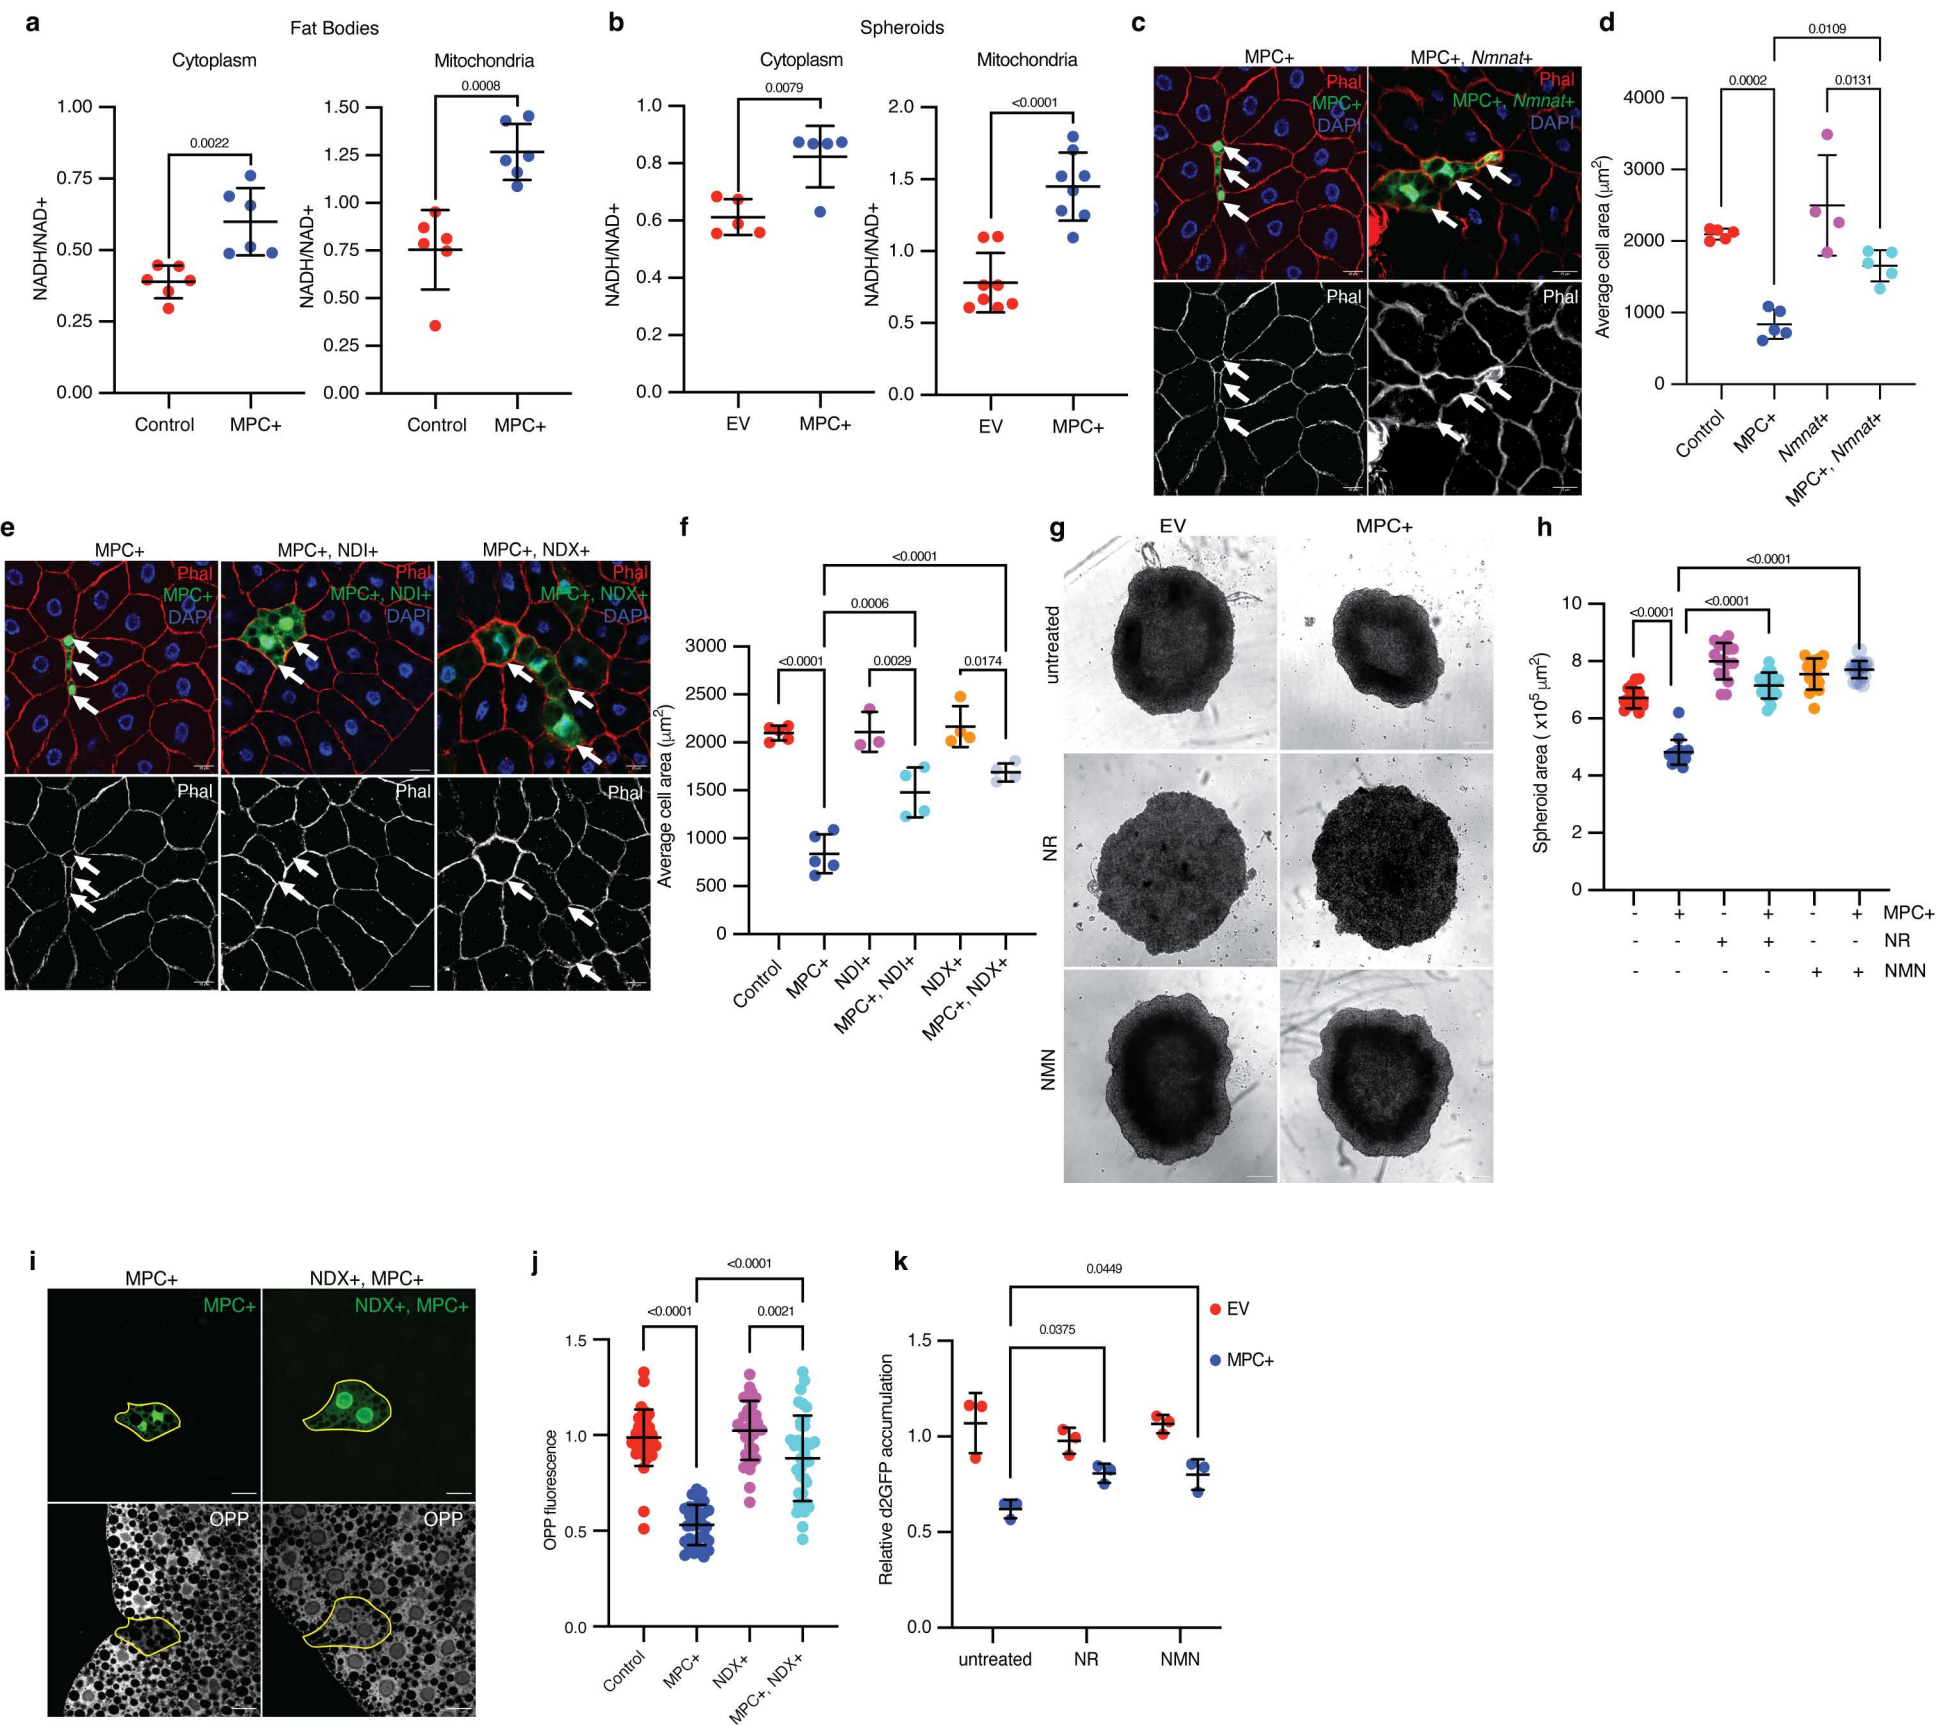 a
Fat Bodies
Cytoplasm
Mitochondria
0.0022
0.0008
NADH/NAD+
1.00
0.75
0.50
0.25
0.00
Control
MPC+
NADH/NAD+
1.50
1.25
1.00
0.75
0.50
0.25
0.00
Control
MPC+
b
Spheroids
Cytoplasm
Mitochondria
0.0079
<0.0001
NADH/NAD+
1.0
0.8
0.6
0.4
0.2
0.0
EV
MPC+
NADH/NAD+
2.0
1.5
1.0
0.5
0.0
EV
MPC+
c
MPC+
MPC+, Nmnat+
Phal
MPC+
DAPI
Phal
MPC+, Nmnat+
DAPI
Phal
Phal
d
0.0109
0.0002
0.0131
Average cell area (μm²)
4000
3000
2000
1000
0
Control
MPC+
Nmnat+
MPC+, Nmnat+
e
MPC+
MPC+, NDI+
MPC+, NDX+
Phal
MPC+
DAPI
Phal
MPC+, NDI+
DAPI
Phal
MPC+, NDX+
DAPI
Phal
Phal
Phal
f
<0.0001
0.0006
<0.0001
0.0029
0.0174
Average cell area (μm²)
3000
2500
2000
1500
1000
500
0
Control
MPC+
NDI+
MPC+, NDI+
NDX+
MPC+, NDX+
g
EV
MPC+
untreated
NR
NMN
h
<0.0001
<0.0001
<0.0001
Spheroid area ( x10⁵ μm²)
10
8
6
4
2
0
- + - + - + MPC+
- - + + - - NR
- - - - + + NMN
i
MPC+
NDX+, MPC+
MPC+
NDX+, MPC+
OPP
OPP
j
<0.0001
<0.0001
0.0021
OPP fluorescence
1.5
1.0
0.5
0.0
Control
MPC+
NDX+
MPC+, NDX+
k
0.0449
0.0375
EV
MPC+
Relative d2GFP accumulation
1.5
1.0
0.5
0.0
untreated
NR
NMN